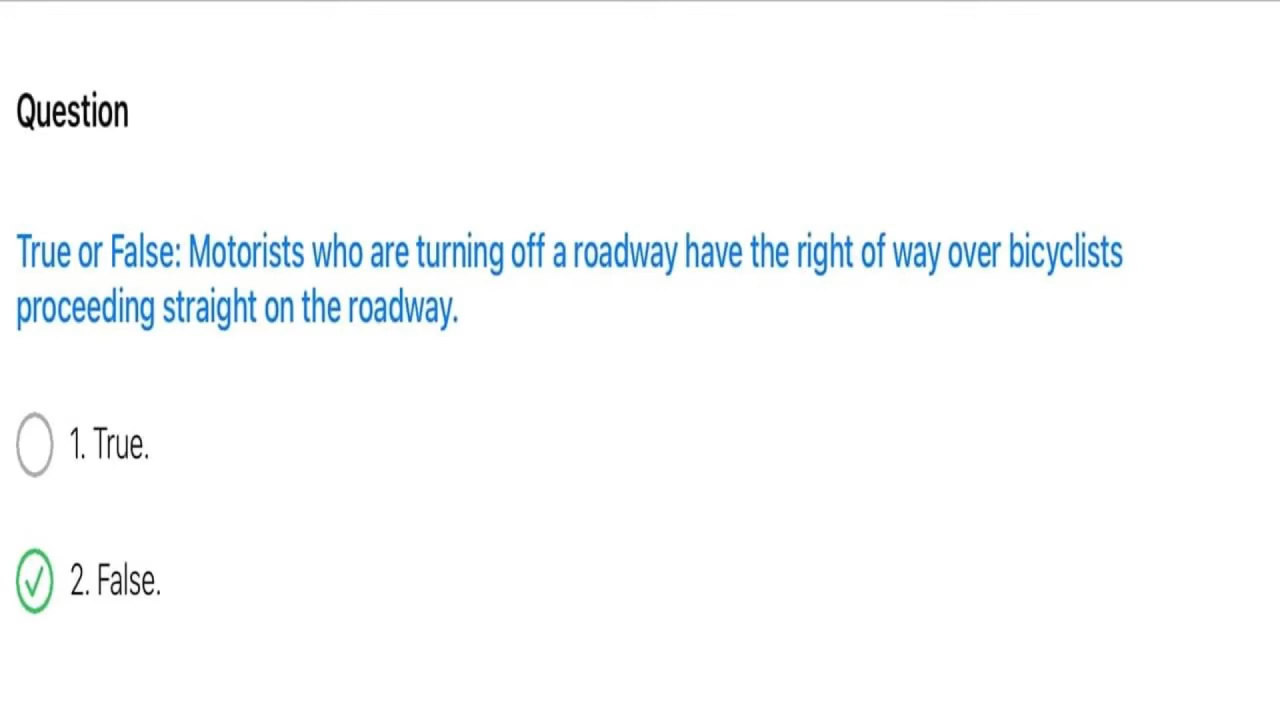 Question
True or False: Motorists who are turning off a roadway have the right of way over bicyclists
proceeding straight on the roadway.
1. True.
2. False.